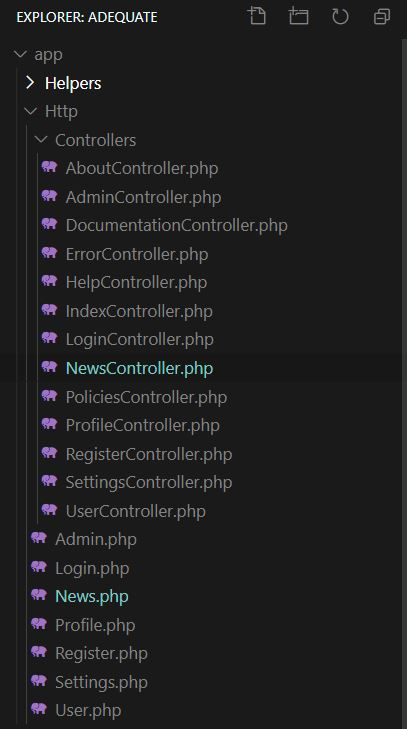 EXPLORER: ADEQUATE
app
Helpers
Http
Controllers
AboutController.php
AdminController.php
DocumentationController.php
ErrorController.php
HelpController.php
IndexController.php
LoginController.php
NewsController.php
PoliciesController.php
ProfileController.php
RegisterController.php
SettingsController.php
UserController.php
Admin.php
Login.php
News.php
Profile.php
Register.php
Settings.php
User.php